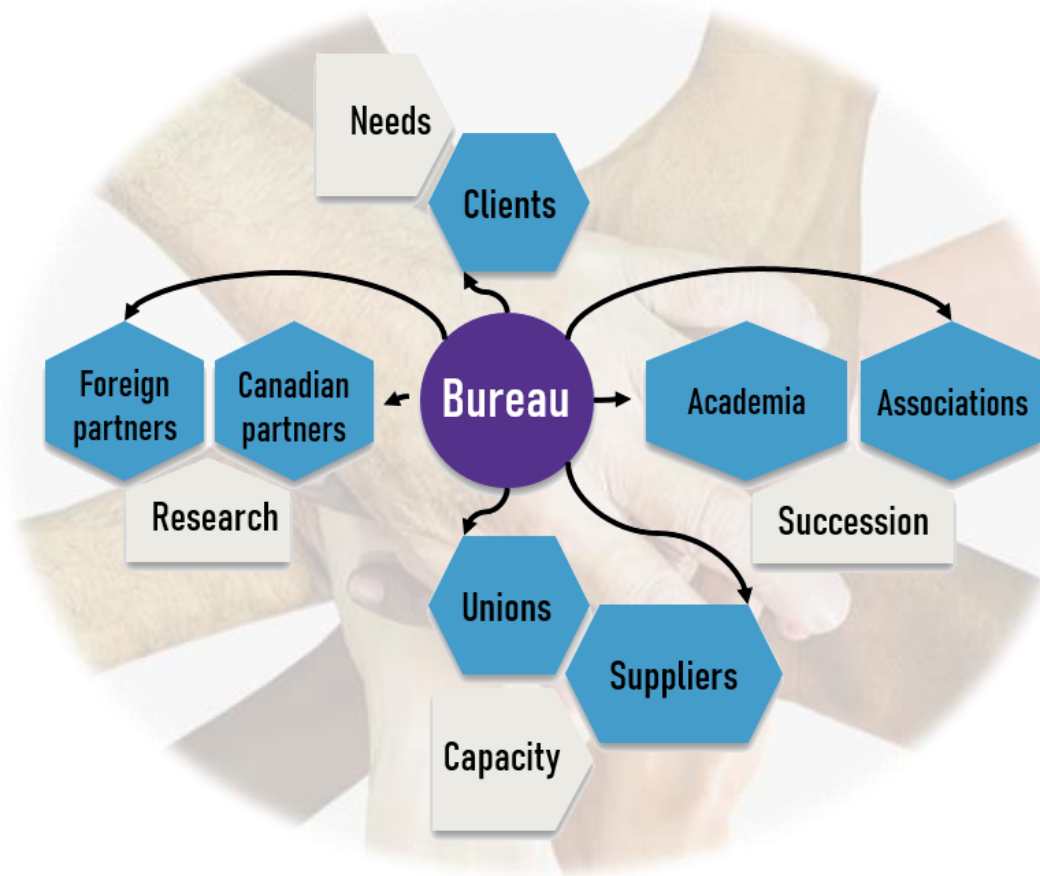 Needs
Clients
Foreign
partners
Canadian
partners
Bureau
Academia
Associations
Research
Succession
Unions
Suppliers
Capacity